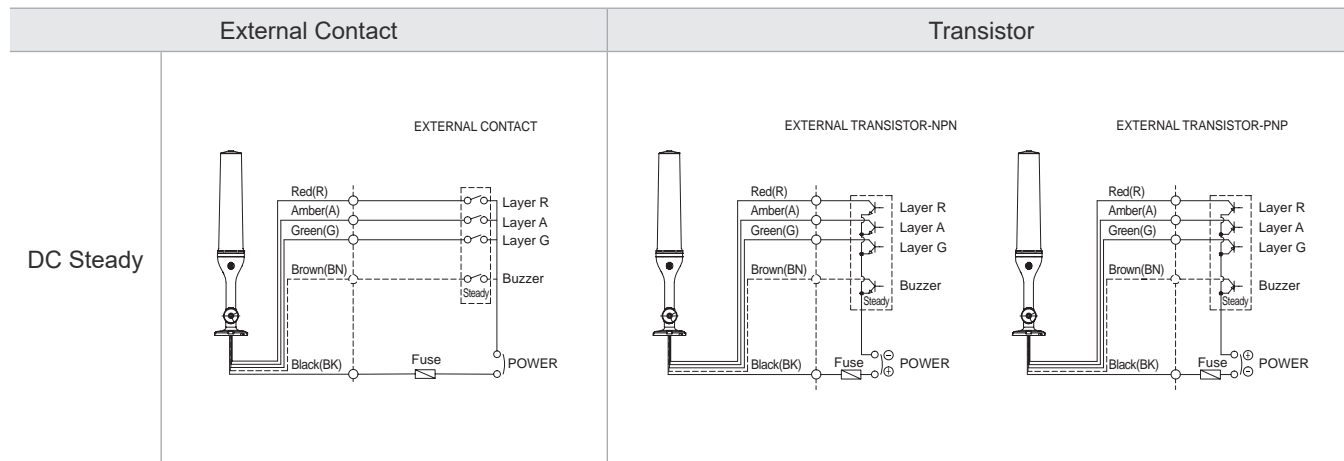 External Contact
Transistor
DC Steady
EXTERNAL CONTACT
Red(R)
Amber(A)
Green(G)
Brown(BN)
Black(BK)
Layer R
Layer A
Layer G
Buzzer
Steady
Fuse
POWER
EXTERNAL TRANSISTOR-NPN
Red(R)
Amber(A)
Green(G)
Brown(BN)
Black(BK)
Layer R
Layer A
Layer G
Buzzer
Steady
Fuse
⊖
⊕
POWER
EXTERNAL TRANSISTOR-PNP
Red(R)
Amber(A)
Green(G)
Brown(BN)
Black(BK)
Layer R
Layer A
Layer G
Buzzer
Steady
Fuse
⊕
⊖
POWER